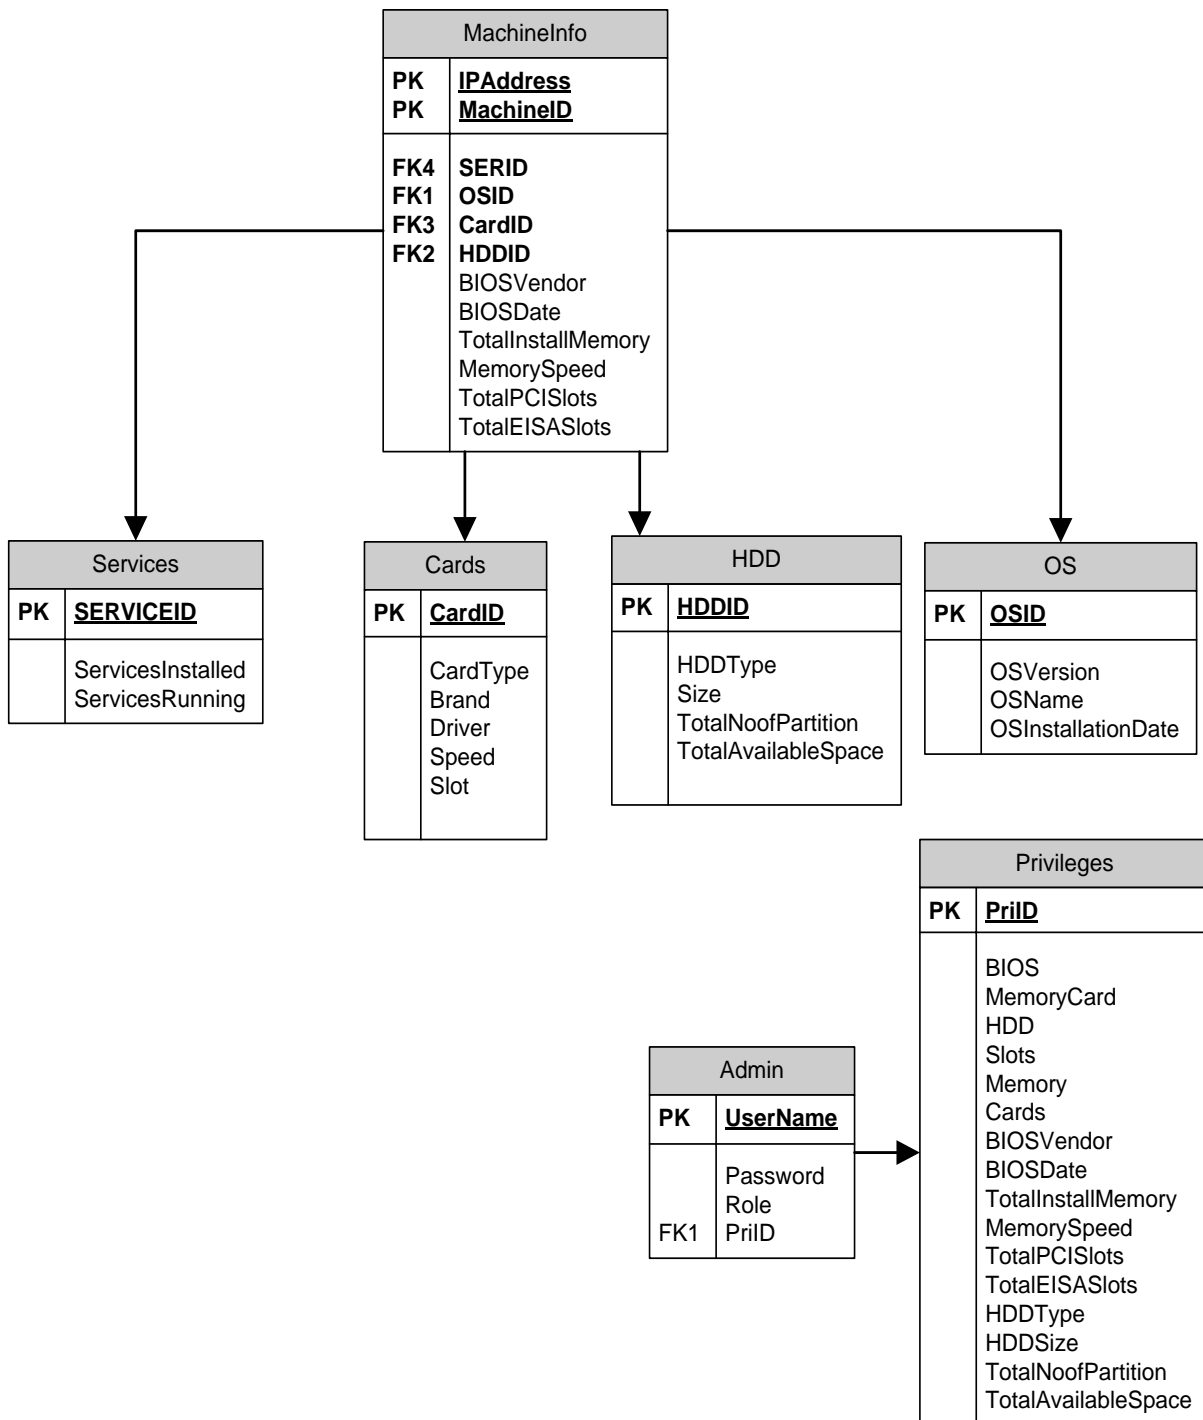 MachineInfo
PK IPAddress
PK MachineID
FK4 SERID
FK1 OSID
FK3 CardID
FK2 HDDID
BIOSVendor
BIOSDate
TotalInstallMemory
MemorySpeed
TotalPCISlots
TotalEISASlots
Services
PK SERVICEID
ServicesInstalled
ServicesRunning
Cards
PK CardID
CardType
Brand
Driver
Speed
Slot
HDD
PK HDDID
HDDType
Size
TotalNoofPartition
TotalAvailableSpace
OS
PK OSID
OSVersion
OSName
OSInstallationDate
Admin
PK UserName
Password
Role
FK1 PriID
Privileges
PK PriID
BIOS
MemoryCard
HDD
Slots
Memory
Cards
BIOSVendor
BIOSDate
TotalInstallMemory
MemorySpeed
TotalPCISlots
TotalEISASlots
HDDType
HDDSize
TotalNoofPartition
TotalAvailableSpace